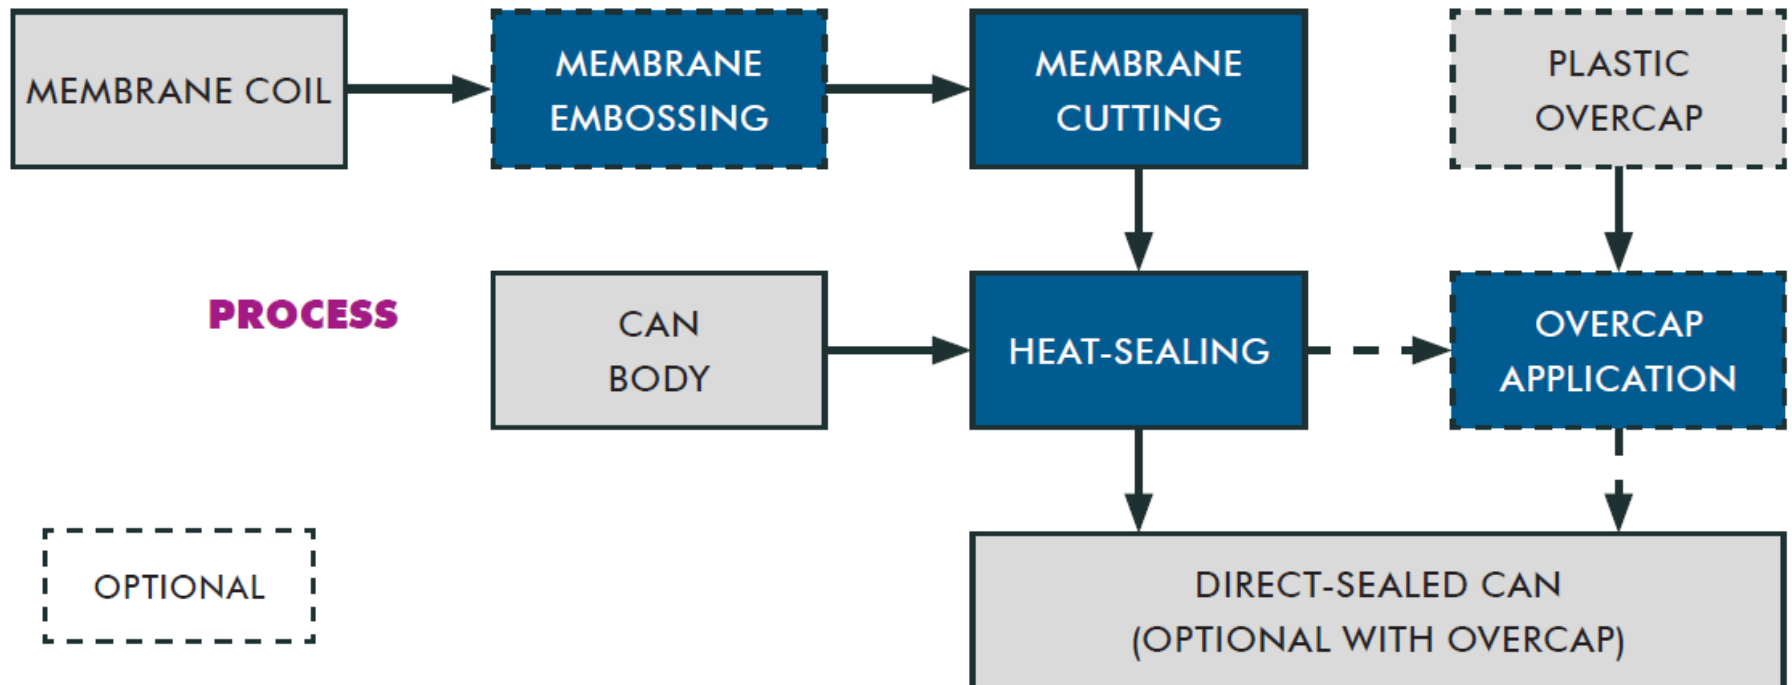 MEMBRANE COIL
MEMBRANE
EMBOSSING
MEMBRANE
CUTTING
PLASTIC
OVERCAP
PROCESS
CAN
BODY
HEAT-SEALING
OVERCAP
APPLICATION
OPTIONAL
DIRECT-SEALED CAN
(OPTIONAL WITH OVERCAP)